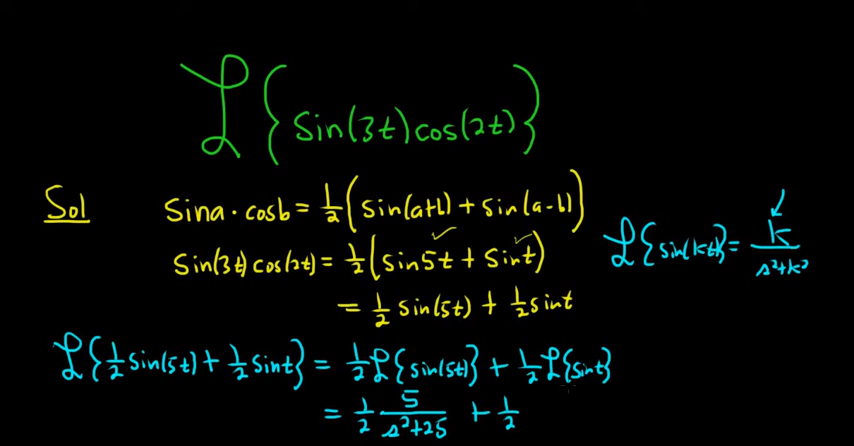 ℒ{sin(3t)cos(2t)}
Sol sina·cosb = 1/2(sin(a+b) + sin(a-b))
ℒ{sin(kt)} = k/(s²+k²)
sin(3t)cos(2t) = 1/2(sin5t + sint)
= 1/2 sin(5t) + 1/2 sint
ℒ{1/2 sin(5t) + 1/2 sint} = 1/2 ℒ{sin(5t)} + 1/2 ℒ{sint}
= 1/2 5/(s²+25) + 1/2